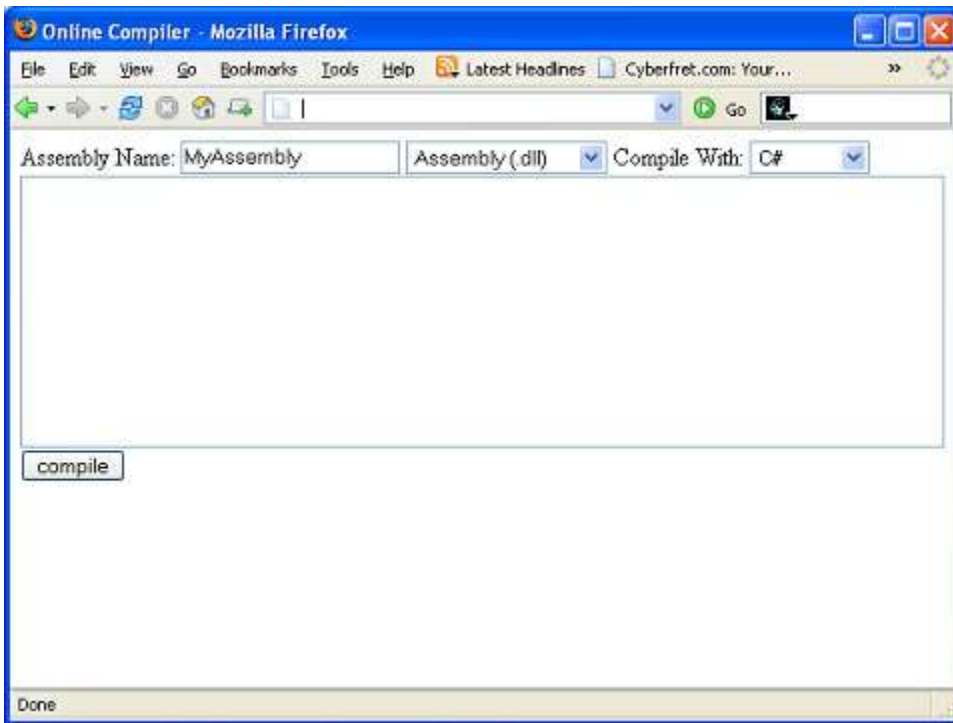 Online Compiler - Mozilla Firefox
File Edit View Go Bookmarks Tools Help Latest Headlines Cyberfret.com: Your... »
Go
Assembly Name: MyAssembly Assembly (.dll) Compile With: C#
compile
Done